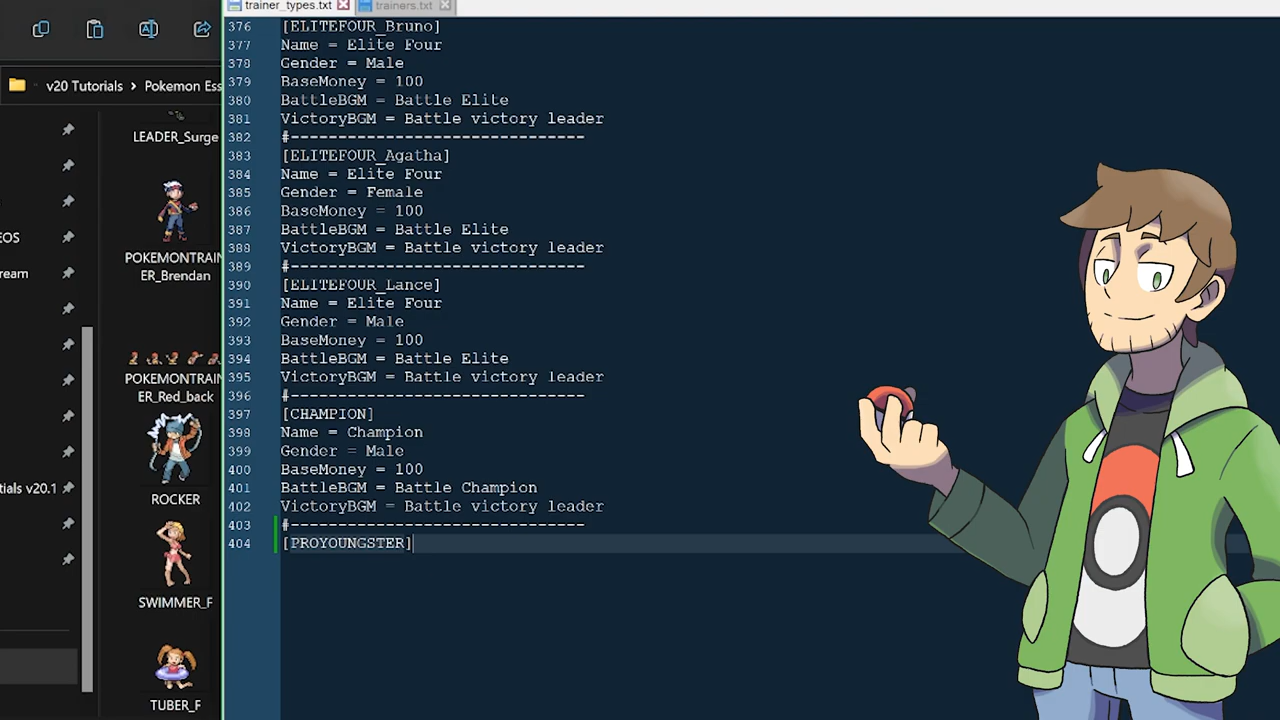 trainer_types.txt
trainers.txt
v20 Tutorials > Pokemon Ess
LEADER_Surge
POKEMONTRAIN
ER_Brendan
POKEMONTRAIN
ER_Red_back
ROCKER
SWIMMER_F
TUBER_F
EOS
ream
tials v20.1
376 [ELITEFOUR_Bruno]
377 Name = Elite Four
378 Gender = Male
379 BaseMoney = 100
380 BattleBGM = Battle Elite
381 VictoryBGM = Battle victory leader
382 #-------------------------------
383 [ELITEFOUR_Agatha]
384 Name = Elite Four
385 Gender = Female
386 BaseMoney = 100
387 BattleBGM = Battle Elite
388 VictoryBGM = Battle victory leader
389 #-------------------------------
390 [ELITEFOUR_Lance]
391 Name = Elite Four
392 Gender = Male
393 BaseMoney = 100
394 BattleBGM = Battle Elite
395 VictoryBGM = Battle victory leader
396 #-------------------------------
397 [CHAMPION]
398 Name = Champion
399 Gender = Male
400 BaseMoney = 100
401 BattleBGM = Battle Champion
402 VictoryBGM = Battle victory leader
403 #-------------------------------
404 [PROYOUNGSTER]